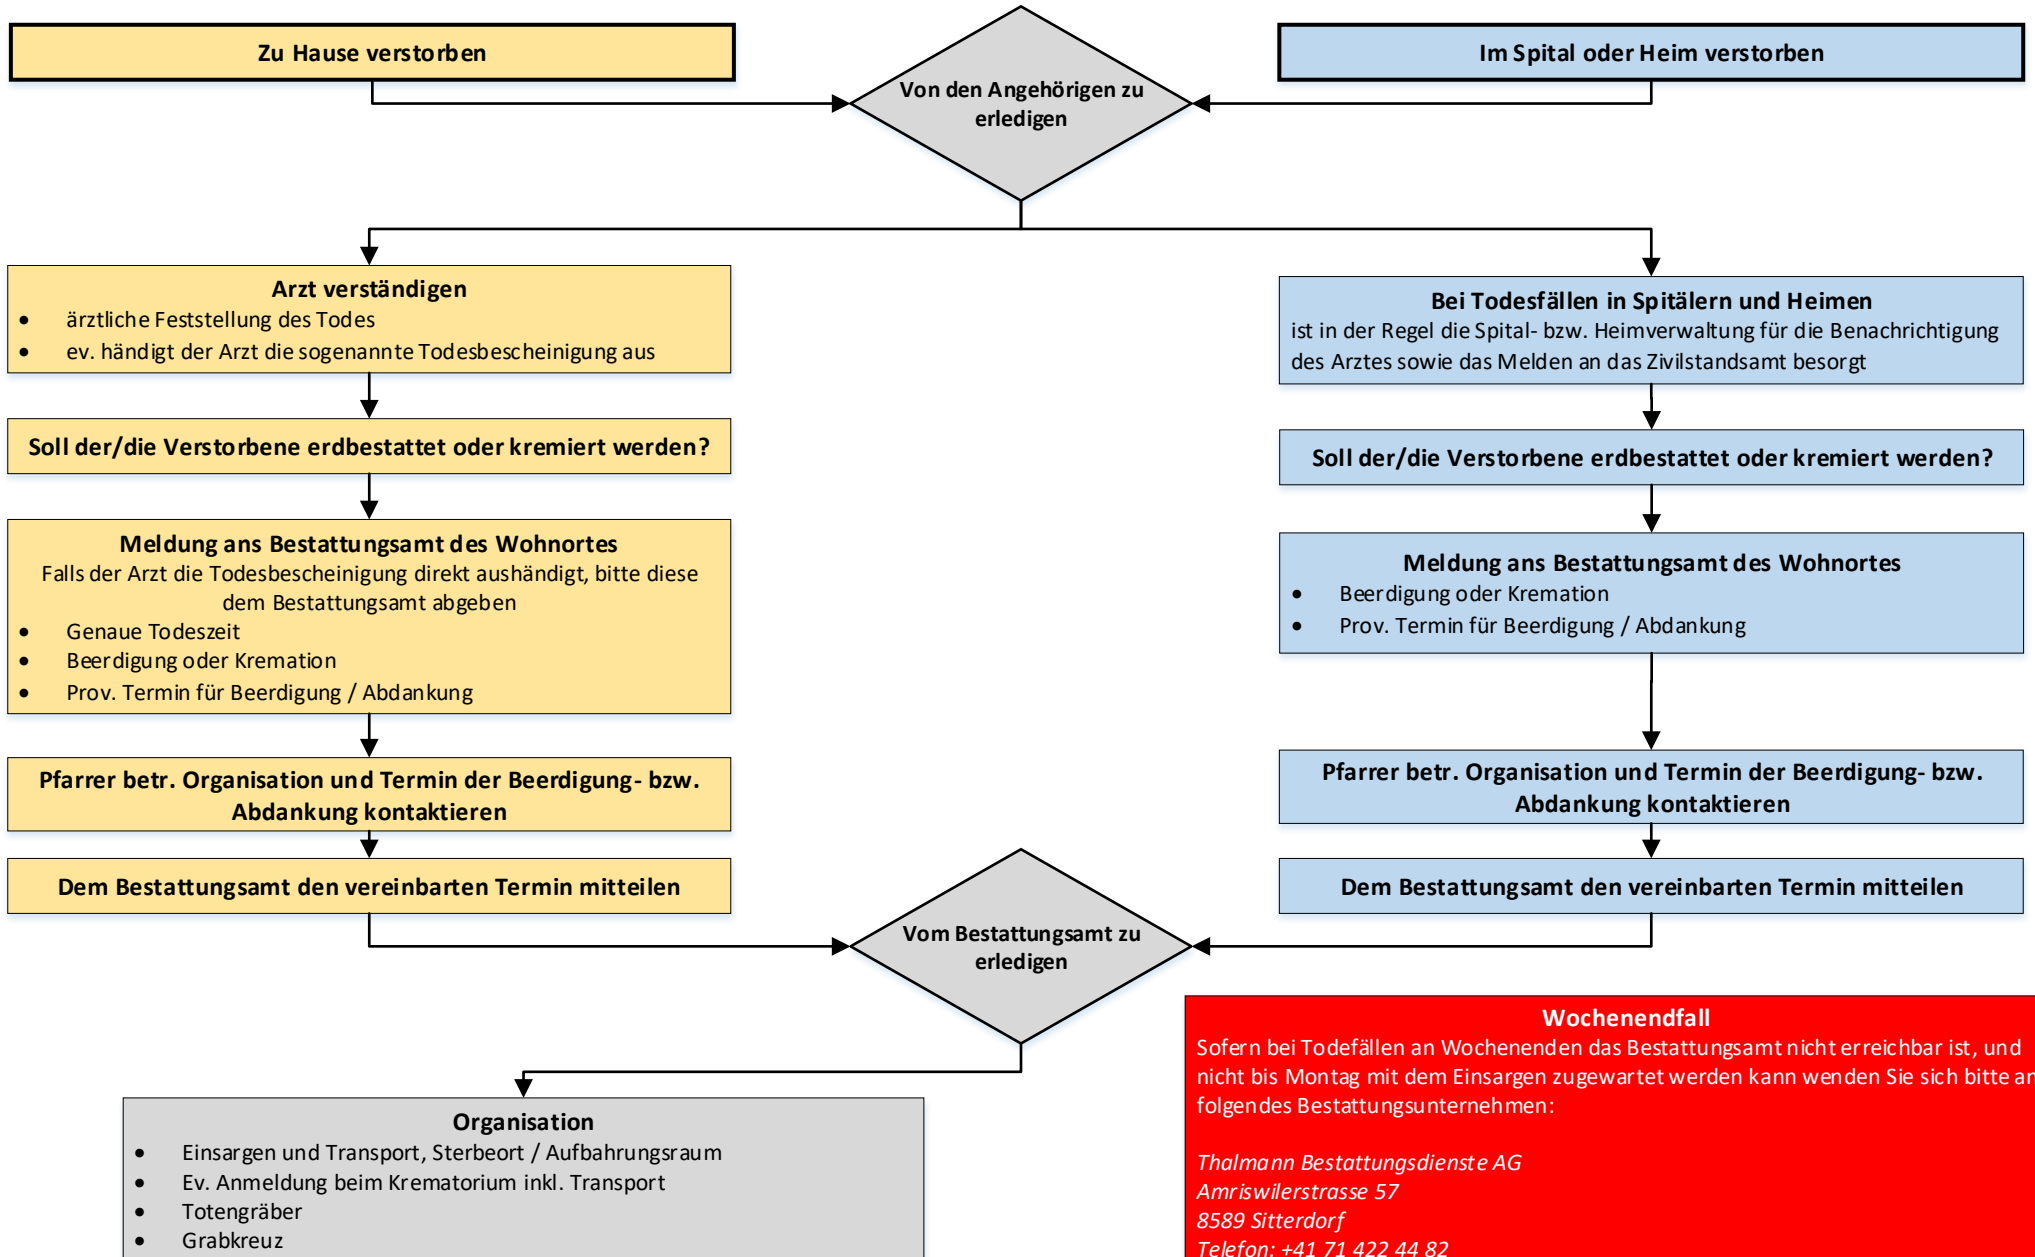 Zu Hause verstorben
Von den Angehörigen zu
erledigen
Im Spital oder Heim verstorben
Arzt verständigen
• ärztliche Feststellung des Todes
• ev. händigt der Arzt die sogenannte Todesbescheinigung aus
Soll der/die Verstorbene erdbestattet oder kremiert werden?
Meldung ans Bestattungsamt des Wohnortes
Falls der Arzt die Todesbescheinigung direkt aushändigt, bitte diese
dem Bestattungsamt abgeben
• Genaue Todeszeit
• Beerdigung oder Kremation
• Prov. Termin für Beerdigung / Abdankung
Pfarrer betr. Organisation und Termin der Beerdigung- bzw.
Abdankung kontaktieren
Dem Bestattungsamt den vereinbarten Termin mitteilen
Bei Todesfällen in Spitälern und Heimen
ist in der Regel die Spital- bzw. Heimverwaltung für die Benachrichtigung
des Arztes sowie das Melden an das Zivilstandsamt besorgt
Soll der/die Verstorbene erdbestattet oder kremiert werden?
Meldung ans Bestattungsamt des Wohnortes
• Beerdigung oder Kremation
• Prov. Termin für Beerdigung / Abdankung
Pfarrer betr. Organisation und Termin der Beerdigung- bzw.
Abdankung kontaktieren
Dem Bestattungsamt den vereinbarten Termin mitteilen
Vom Bestattungsamt zu
erledigen
Organisation
• Einsargen und Transport, Sterbeort / Aufbahrungsraum
• Ev. Anmeldung beim Krematorium inkl. Transport
• Totengräber
• Grabkreuz
Wochenendfall
Sofern bei Todefällen an Wochenenden das Bestattungsamt nicht erreichbar ist, und
nicht bis Montag mit dem Einsargen zugewartet werden kann wenden Sie sich bitte an
folgendes Bestattungsunternehmen:
Thalmann Bestattungsdienste AG
Amriswilerstrasse 57
8589 Sitterdorf
Telefon: +41 71 422 44 82